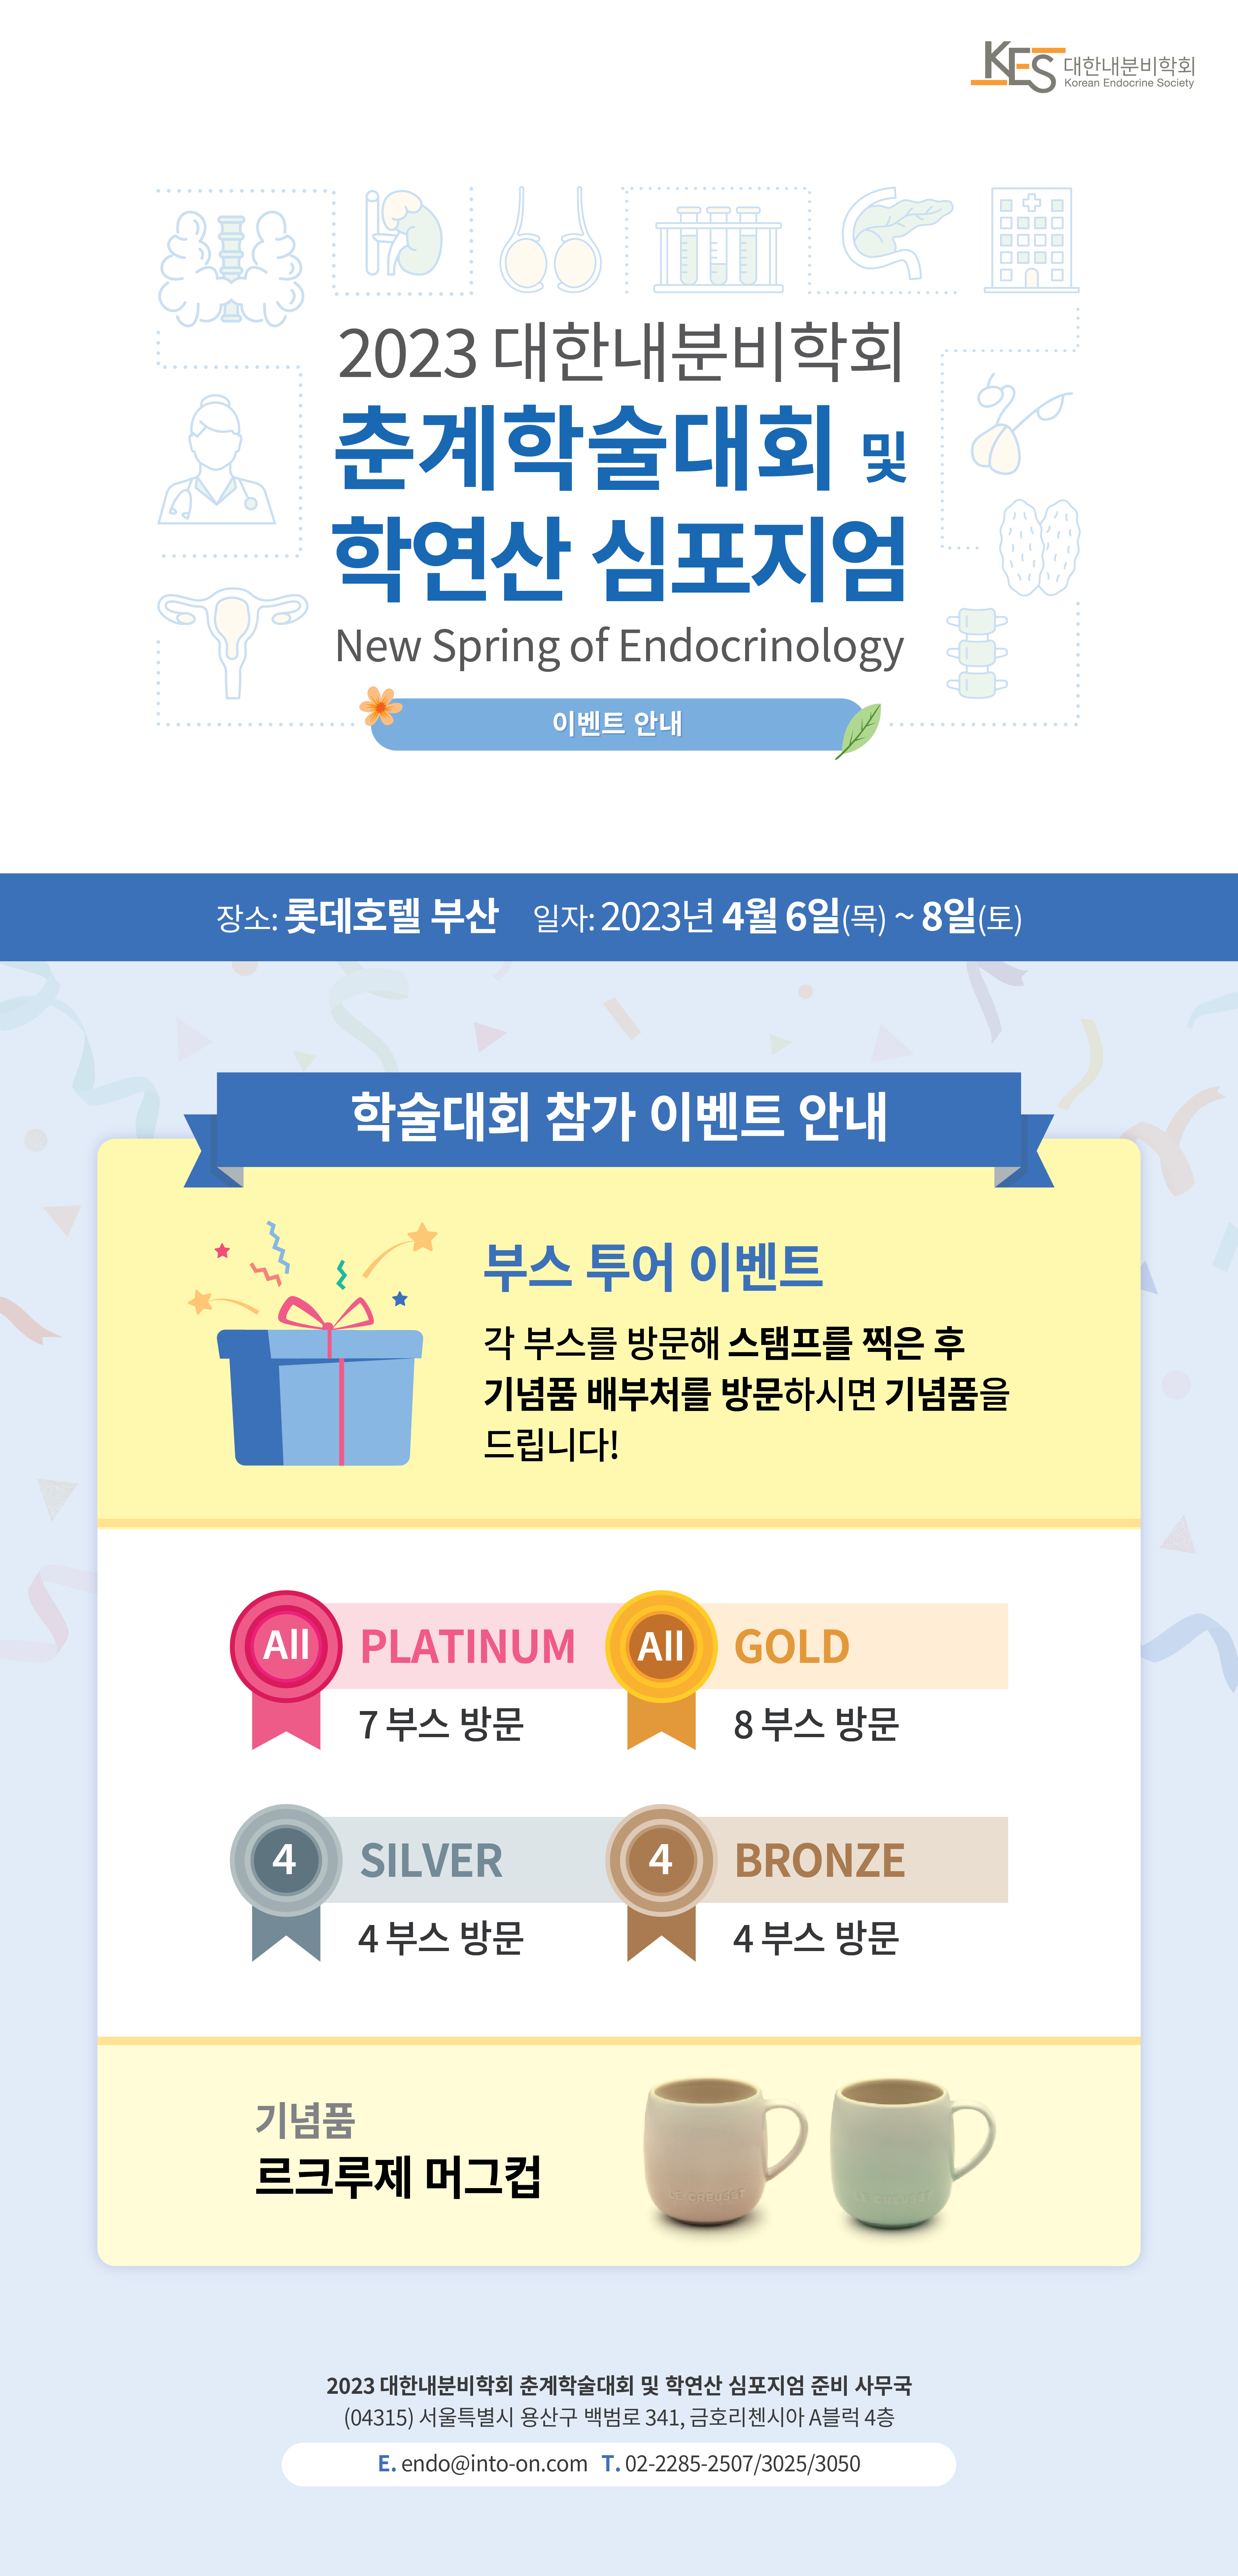 KES 대한내분비학회
Korean Endocrine Society
2023 대한내분비학회
춘계학술대회 및
학연산 심포지엄
New Spring of Endocrinology
이벤트 안내
장소: 롯데호텔 부산 일자: 2023년 4월 6일(목) ~ 8일(토)
학술대회 참가 이벤트 안내
부스 투어 이벤트
각 부스를 방문해 스탬프를 찍은 후
기념품 배부처를 방문하시면 기념품을
드립니다!
All PLATINUM
7 부스 방문
All GOLD
8 부스 방문
4 SILVER
4 부스 방문
4 BRONZE
4 부스 방문
기념품
르크루제 머그컵
LE CREUSET
LE CREUSET
2023 대한내분비학회 춘계학술대회 및 학연산 심포지엄 준비 사무국
(04315) 서울특별시 용산구 백범로 341, 금호리첸시아 A블럭 4층
E. endo@into-on.com T. 02-2285-2507/3025/3050